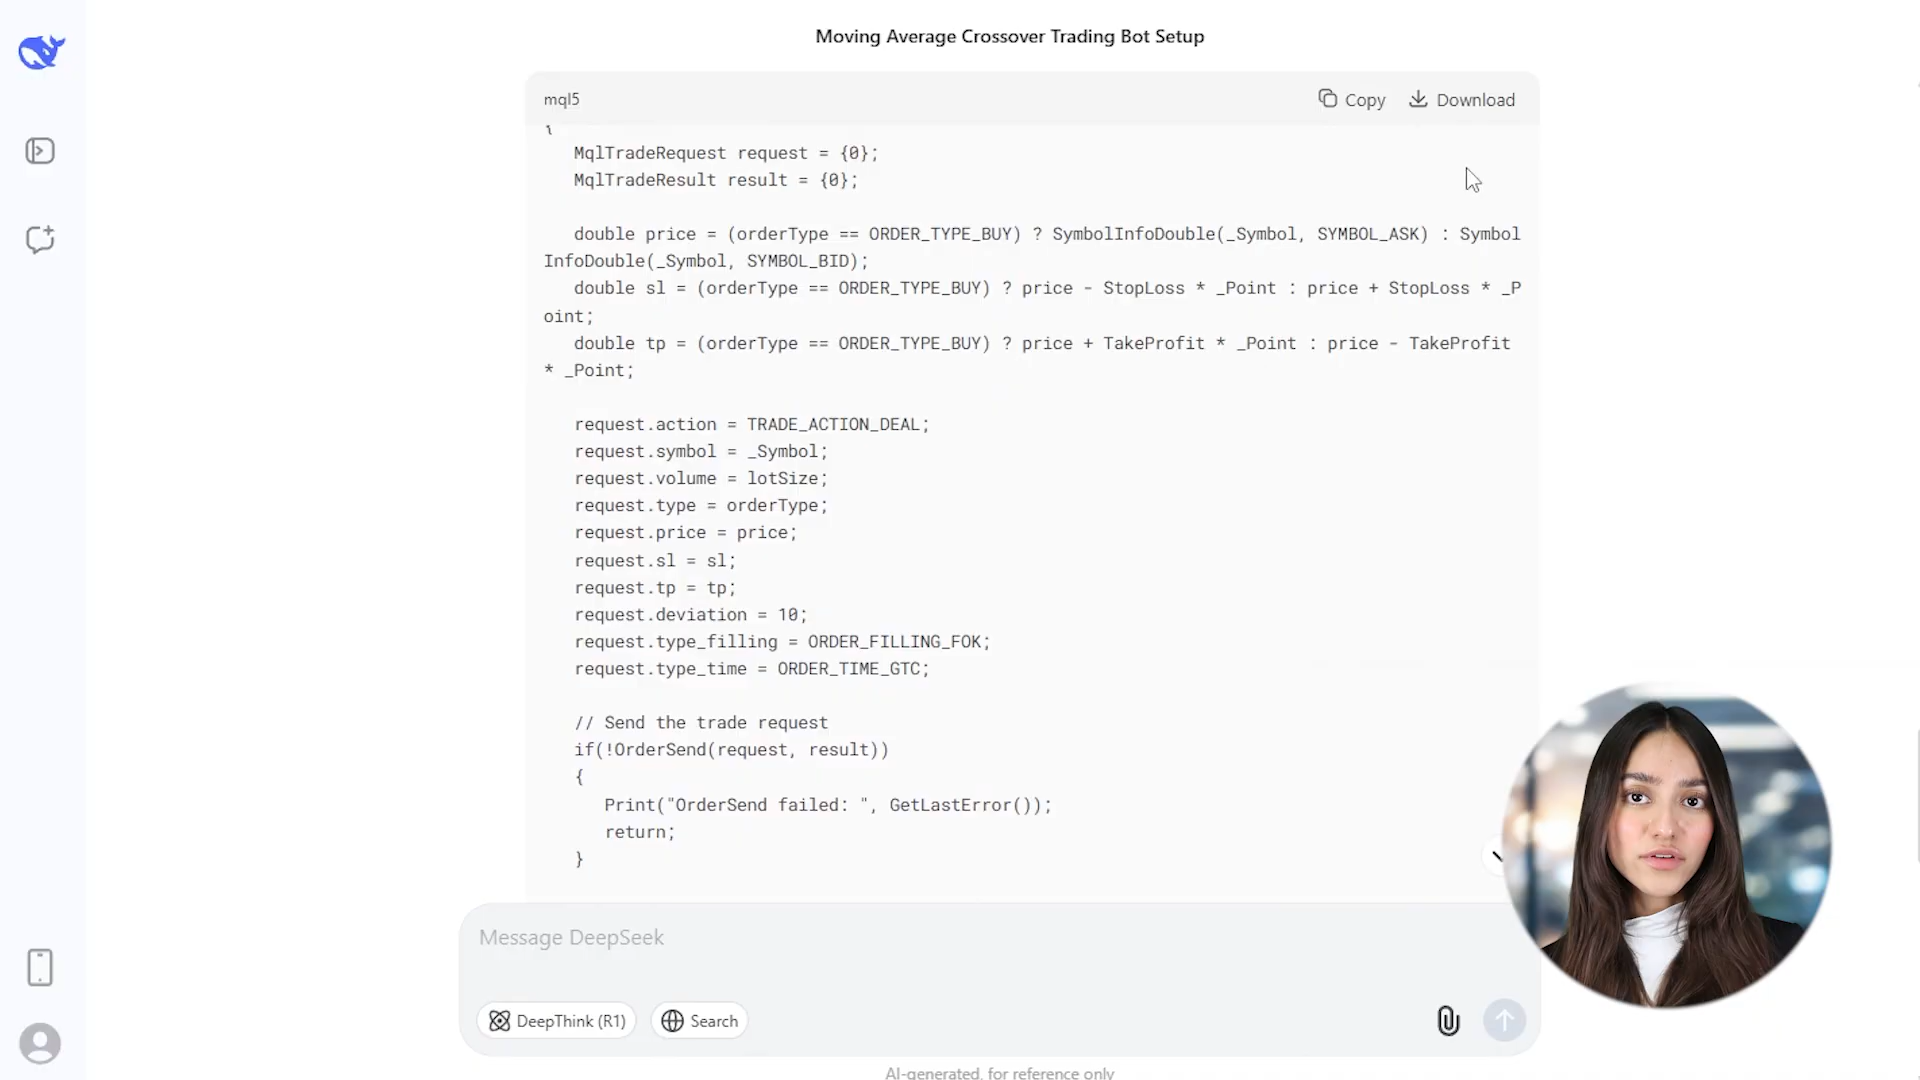 Moving Average Crossover Trading Bot Setup
mql5
Copy
Download
{
MqlTradeRequest request = {0};
MqlTradeResult result = {0};
double price = (orderType == ORDER_TYPE_BUY) ? SymbolInfoDouble(_Symbol, SYMBOL_ASK) : Symbol
InfoDouble(_Symbol, SYMBOL_BID);
double sl = (orderType == ORDER_TYPE_BUY) ? price - StopLoss * _Point : price + StopLoss * _P
oint;
double tp = (orderType == ORDER_TYPE_BUY) ? price + TakeProfit * _Point : price - TakeProfit
* _Point;
request.action = TRADE_ACTION_DEAL;
request.symbol = _Symbol;
request.volume = lotSize;
request.type = orderType;
request.price = price;
request.sl = sl;
request.tp = tp;
request.deviation = 10;
request.type_filling = ORDER_FILLING_FOK;
request.type_time = ORDER_TIME_GTC;
// Send the trade request
if(!OrderSend(request, result))
{
Print("OrderSend failed: ", GetLastError());
return;
}
Message DeepSeek
DeepThink (R1)
Search
AI-generated, for reference only